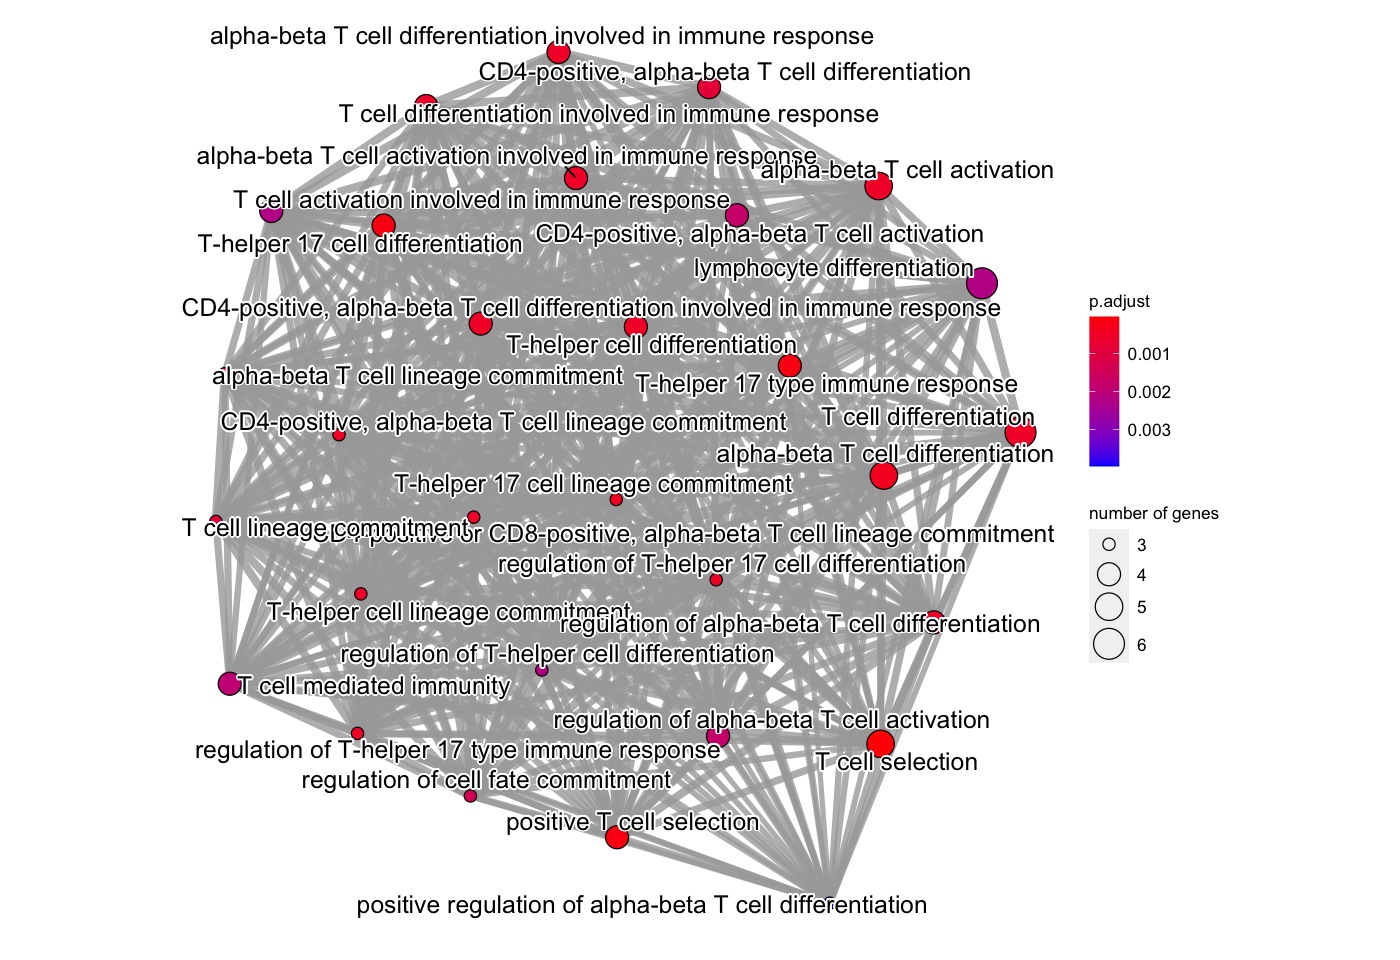 alpha-beta T cell differentiation involved in immune response
CD4-positive, alpha-beta T cell differentiation
T cell differentiation involved in immune response
alpha-beta T cell activation involved in immune response
alpha-beta T cell activation
T cell activation involved in immune response
CD4-positive, alpha-beta T cell activation
T-helper 17 cell differentiation
lymphocyte differentiation
CD4-positive, alpha-beta T cell differentiation involved in immune response
T-helper cell differentiation
alpha-beta T cell lineage commitment
T-helper 17 type immune response
CD4-positive, alpha-beta T cell lineage commitment
T cell differentiation
alpha-beta T cell differentiation
T-helper 17 cell lineage commitment
T cell lineage commitment
CD4-positive or CD8-positive, alpha-beta T cell lineage commitment
regulation of T-helper 17 cell differentiation
T-helper cell lineage commitment
regulation of alpha-beta T cell differentiation
regulation of T-helper cell differentiation
T cell mediated immunity
regulation of alpha-beta T cell activation
regulation of T-helper 17 type immune response
T cell selection
regulation of cell fate commitment
positive T cell selection
positive regulation of alpha-beta T cell differentiation
p.adjust
0.001
0.002
0.003
number of genes
3
4
5
6